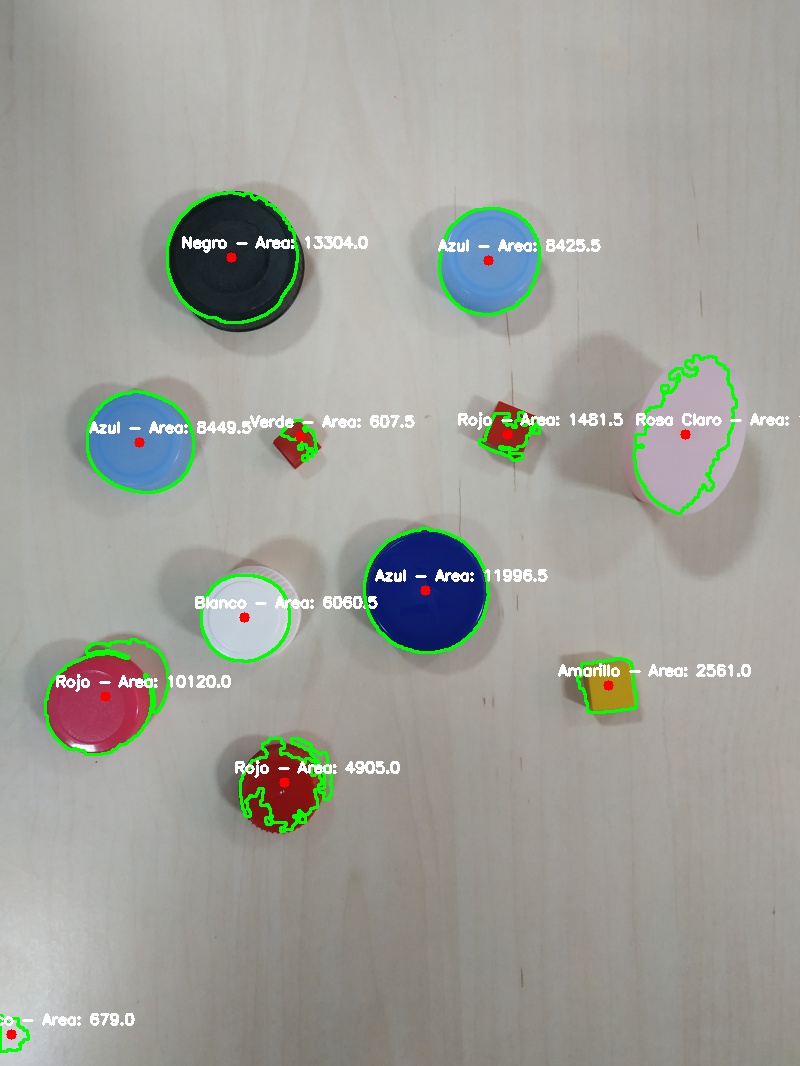 Negro - Area: 13304.0
Azul - Area: 8425.5
Azul - Area: 8449.5
Verde - Area: 607.5
Rojo - Area: 1481.5
Rosa Claro - Area:
Azul - Area: 11996.5
Blanco - Area: 6060.5
Amarillo - Area: 2561.0
Rojo - Area: 10120.0
Rojo - Area: 4905.0
co - Area: 679.0